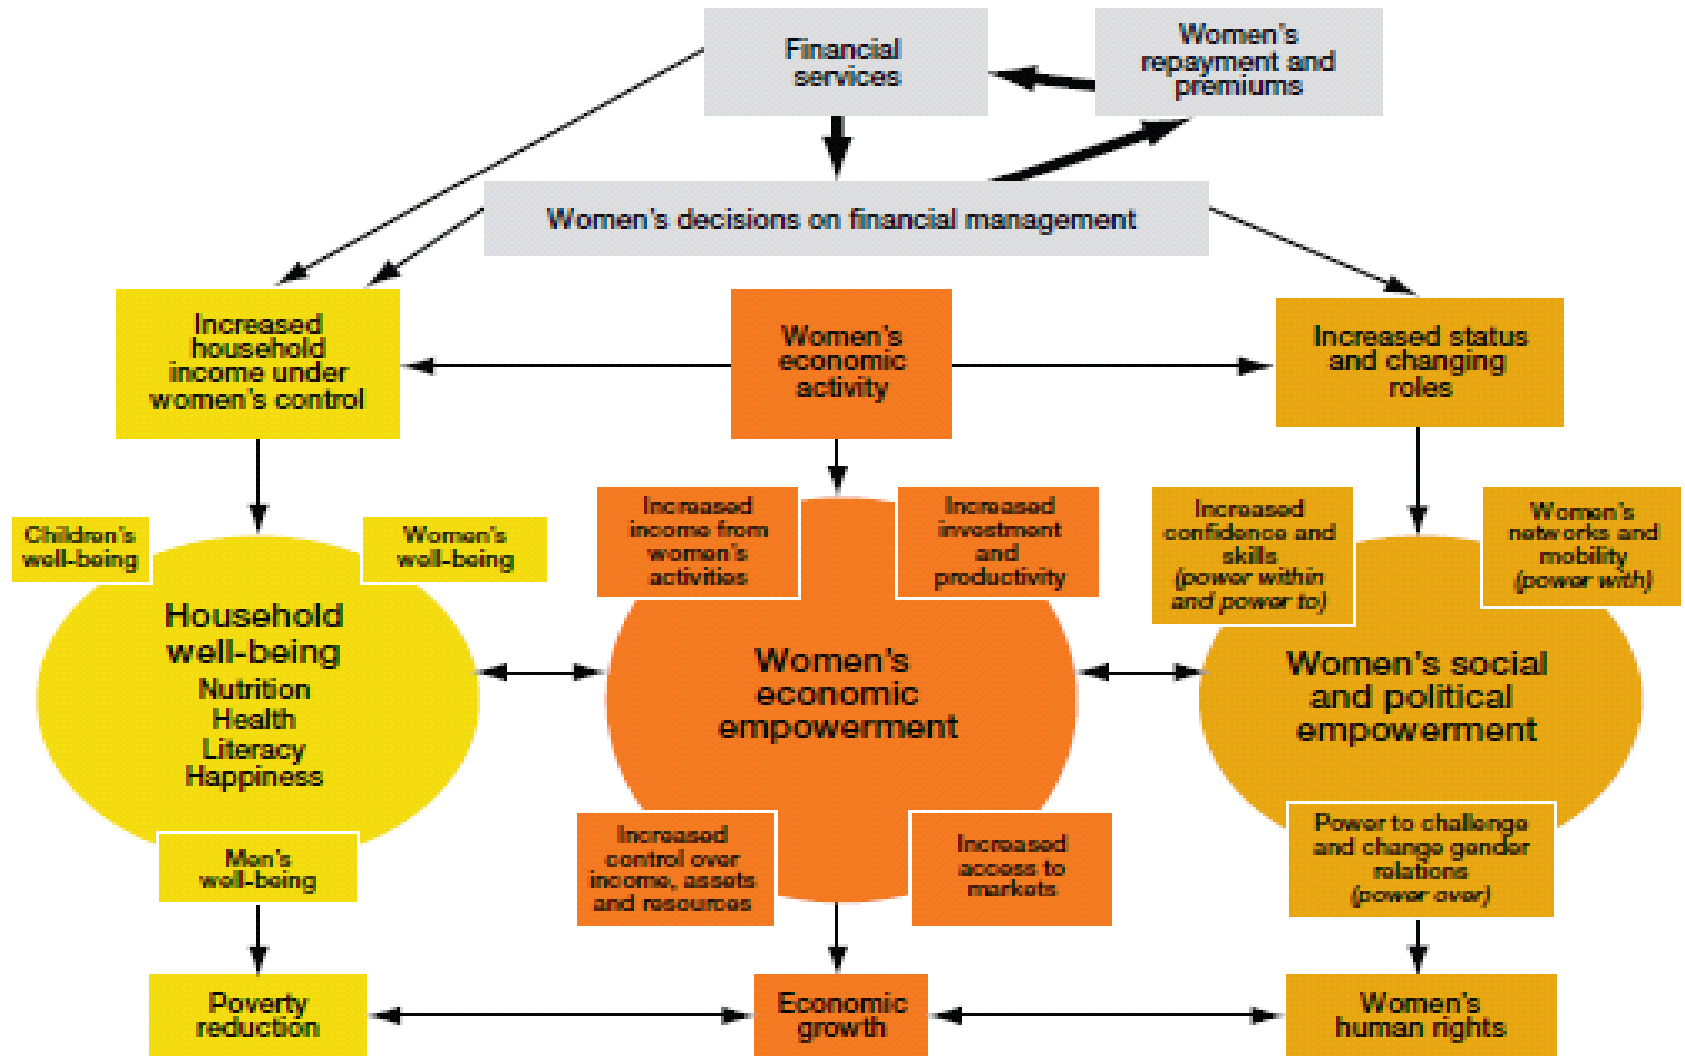 Financial
services
Women's
repayment and
premiums
Women's decisions on financial management
Increased
household
income under
women's control
Women's
economic
activity
Increased status
and changing
roles
Children's
well-being
Women's
well-being
Household
well-being
Nutrition
Health
Literacy
Happiness
Men's
well-being
Increased
income from
women's
activities
Increased
investment
and
productivity
Women's
economic
empowerment
Increased
control over
income, assets
and resources
Increased
access to
markets
Increased
confidence and
skills
(power within
and power to)
Women's
networks and
mobility
(power with)
Women's social
and political
empowerment
Power to challenge
and change gender
relations
(power over)
Poverty
reduction
Economic
growth
Women's
human rights